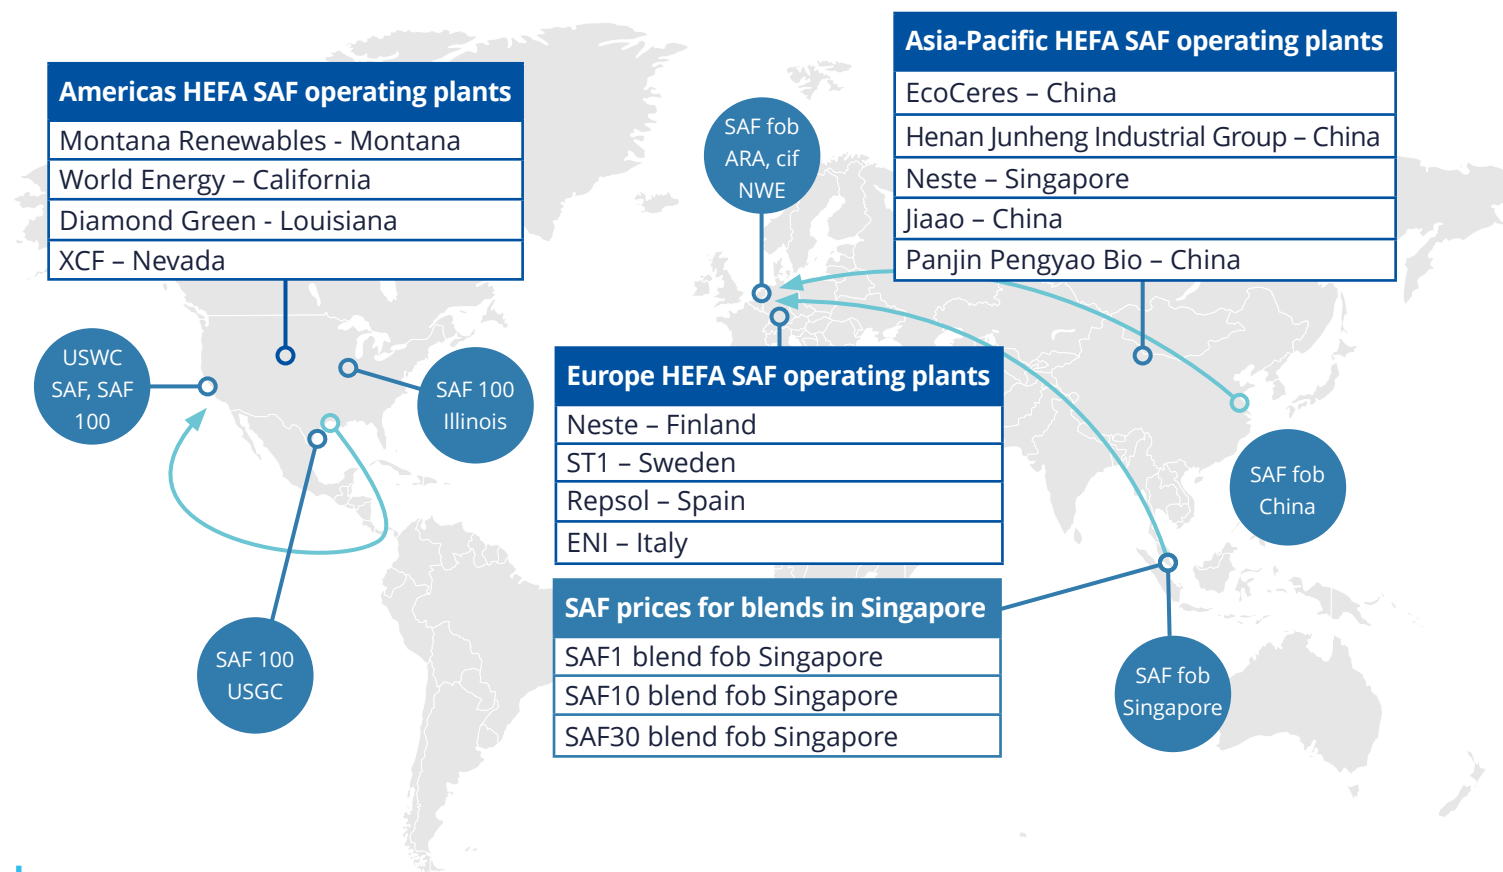 Asia-Pacific HEFA SAF operating plants
EcoCeres – China
Henan Junheng Industrial Group – China
Neste – Singapore
Jiaao – China
Panjin Pengyao Bio – China
Americas HEFA SAF operating plants
Montana Renewables - Montana
World Energy – California
Diamond Green - Louisiana
XCF – Nevada
SAF fob
ARA, cif
NWE
USWC
SAF, SAF
100
SAF 100
Illinois
Europe HEFA SAF operating plants
Neste – Finland
ST1 – Sweden
Repsol – Spain
ENI – Italy
SAF fob
China
SAF prices for blends in Singapore
SAF1 blend fob Singapore
SAF10 blend fob Singapore
SAF30 blend fob Singapore
SAF 100
USGC
SAF fob
Singapore